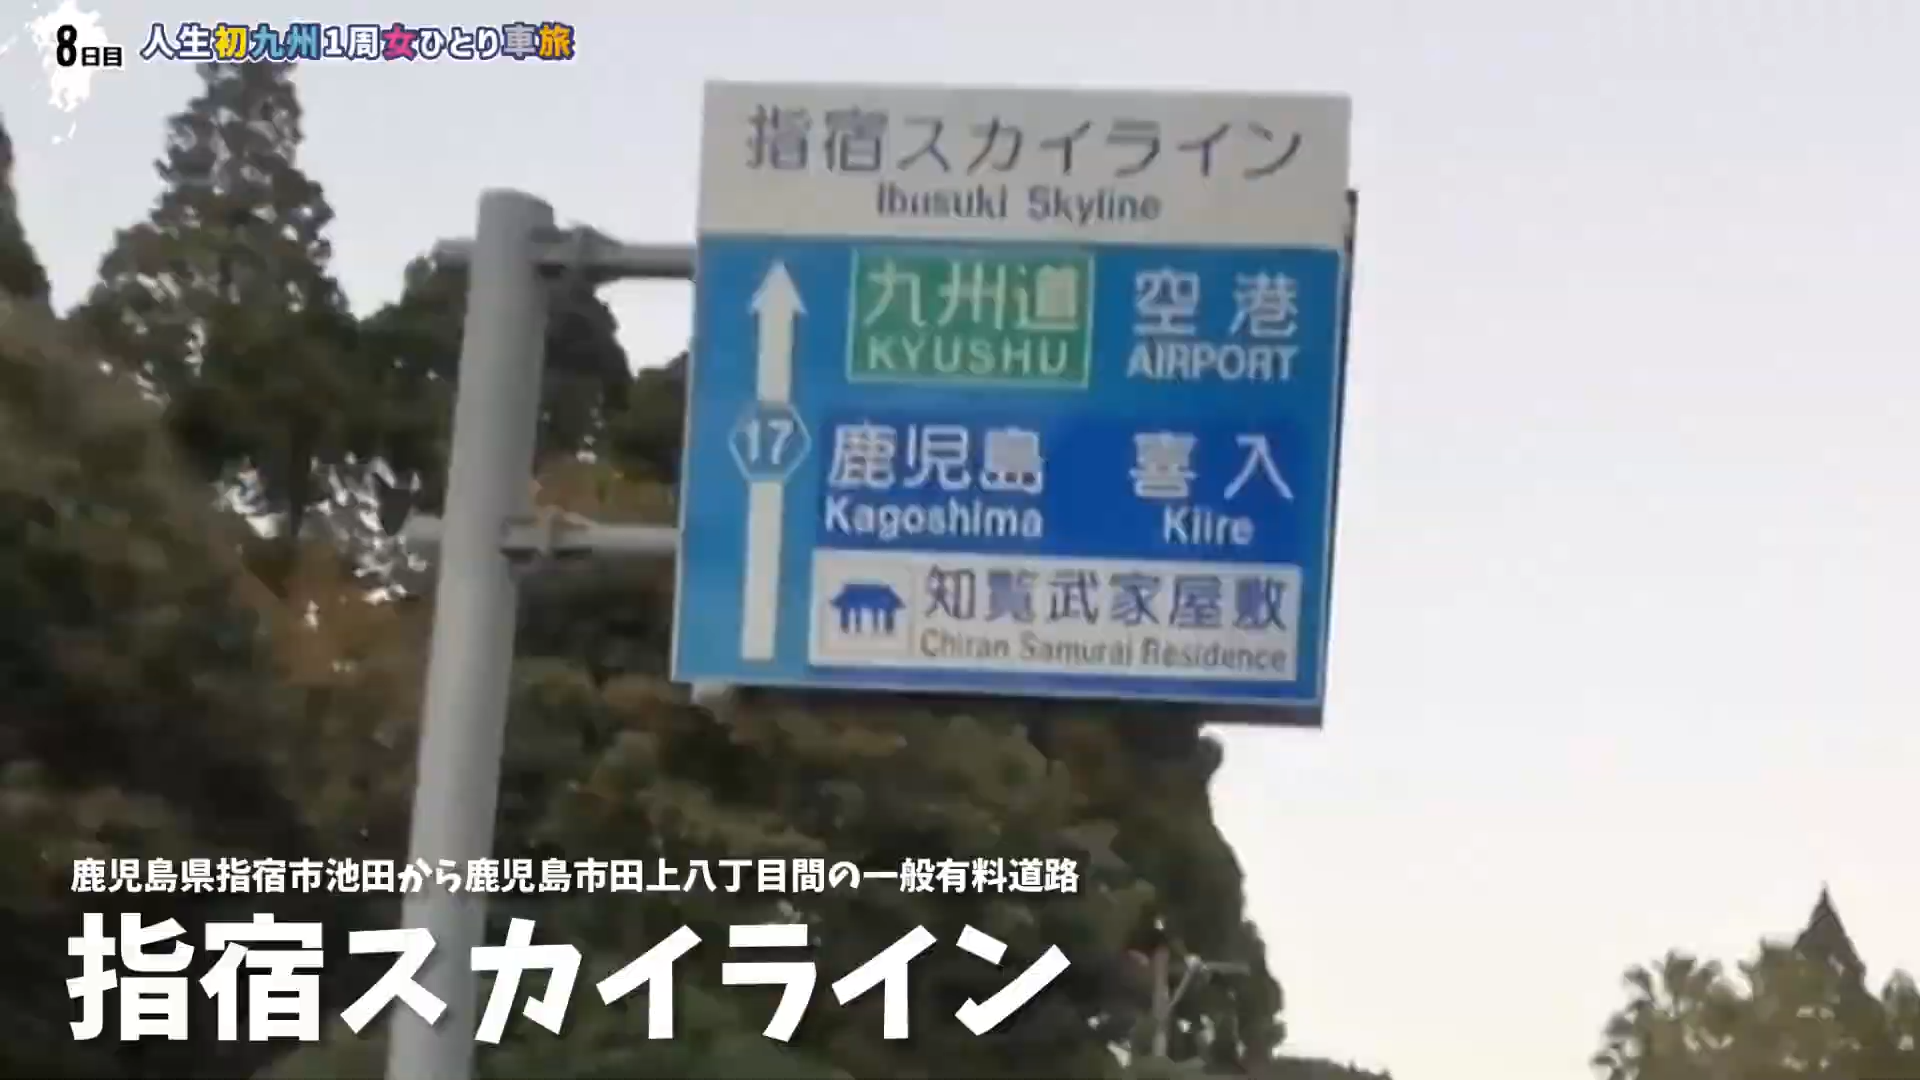 8日目
人生初九州1周女ひとり車旅
指宿スカイライン
Ibusuki Skyline
九州道 空港
KYUSHU AIRPORT
17
鹿児島 喜入
Kagoshima Kiire
知覧武家屋敷
Chiran Samurai Residence
鹿児島県指宿市池田から鹿児島市田上八丁目間の一般有料道路
指宿スカイライン